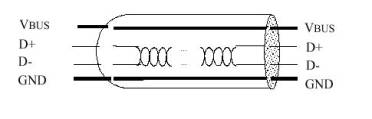 VBUS VBUS
D+ D+
D- D-
GND GND